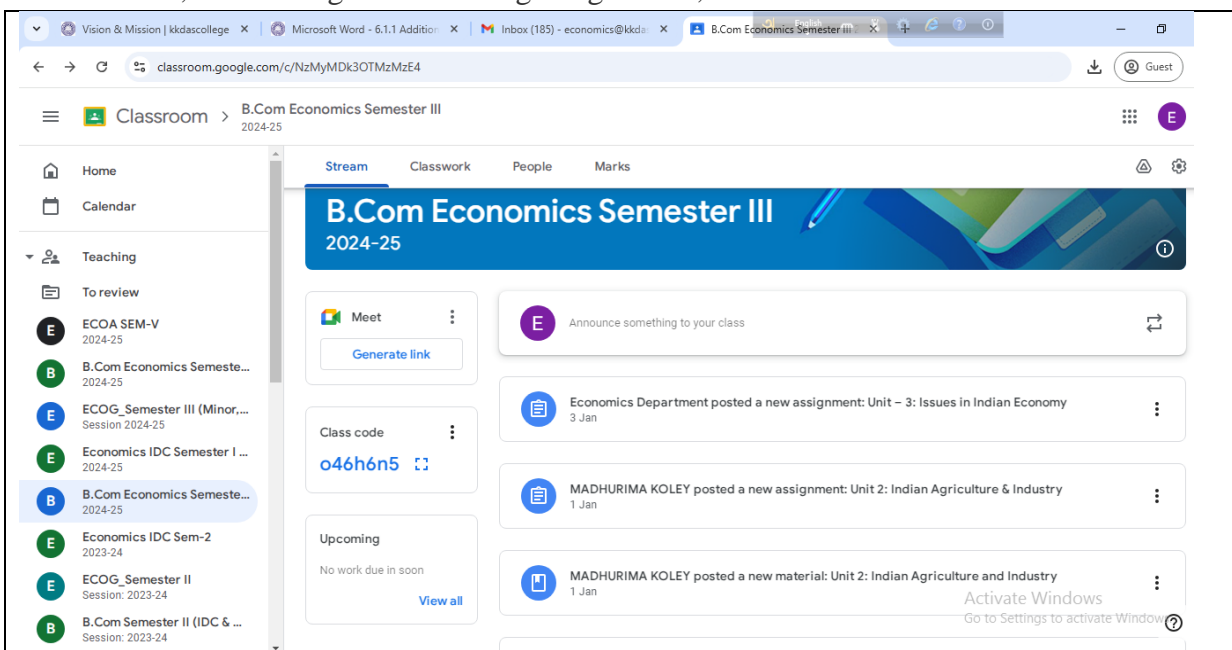 Vision & Mission | kkdascollege
Microsoft Word - 6.1.1 Addition
Inbox (185) - economics@kkda
B.Com Economics Semester III
English
classroom.google.com/c/NzMyMDk3OTMzMzE4
Guest
Classroom > B.Com Economics Semester III
2024-25
E
Home
Calendar
Teaching
To review
E ECOA SEM-V
2024-25
B B.Com Economics Semeste...
2024-25
E ECOG_Semester III (Minor,...
Session 2024-25
E Economics IDC Semester I ...
2024-25
B B.Com Economics Semeste...
2024-25
E Economics IDC Sem-2
2023-24
E ECOG_Semester II
Session: 2023-24
B B.Com Semester II (IDC & ...
Session: 2023-24
Stream Classwork People Marks
B.Com Economics Semester III
2024-25
Meet
Generate link
Class code
o46h6n5
Upcoming
No work due in soon
View all
E Announce something to your class
Economics Department posted a new assignment: Unit – 3: Issues in Indian Economy
3 Jan
MADHURIMA KOLEY posted a new assignment: Unit 2: Indian Agriculture & Industry
1 Jan
MADHURIMA KOLEY posted a new material: Unit 2: Indian Agriculture and Industry
1 Jan
Activate Windows
Go to Settings to activate Window